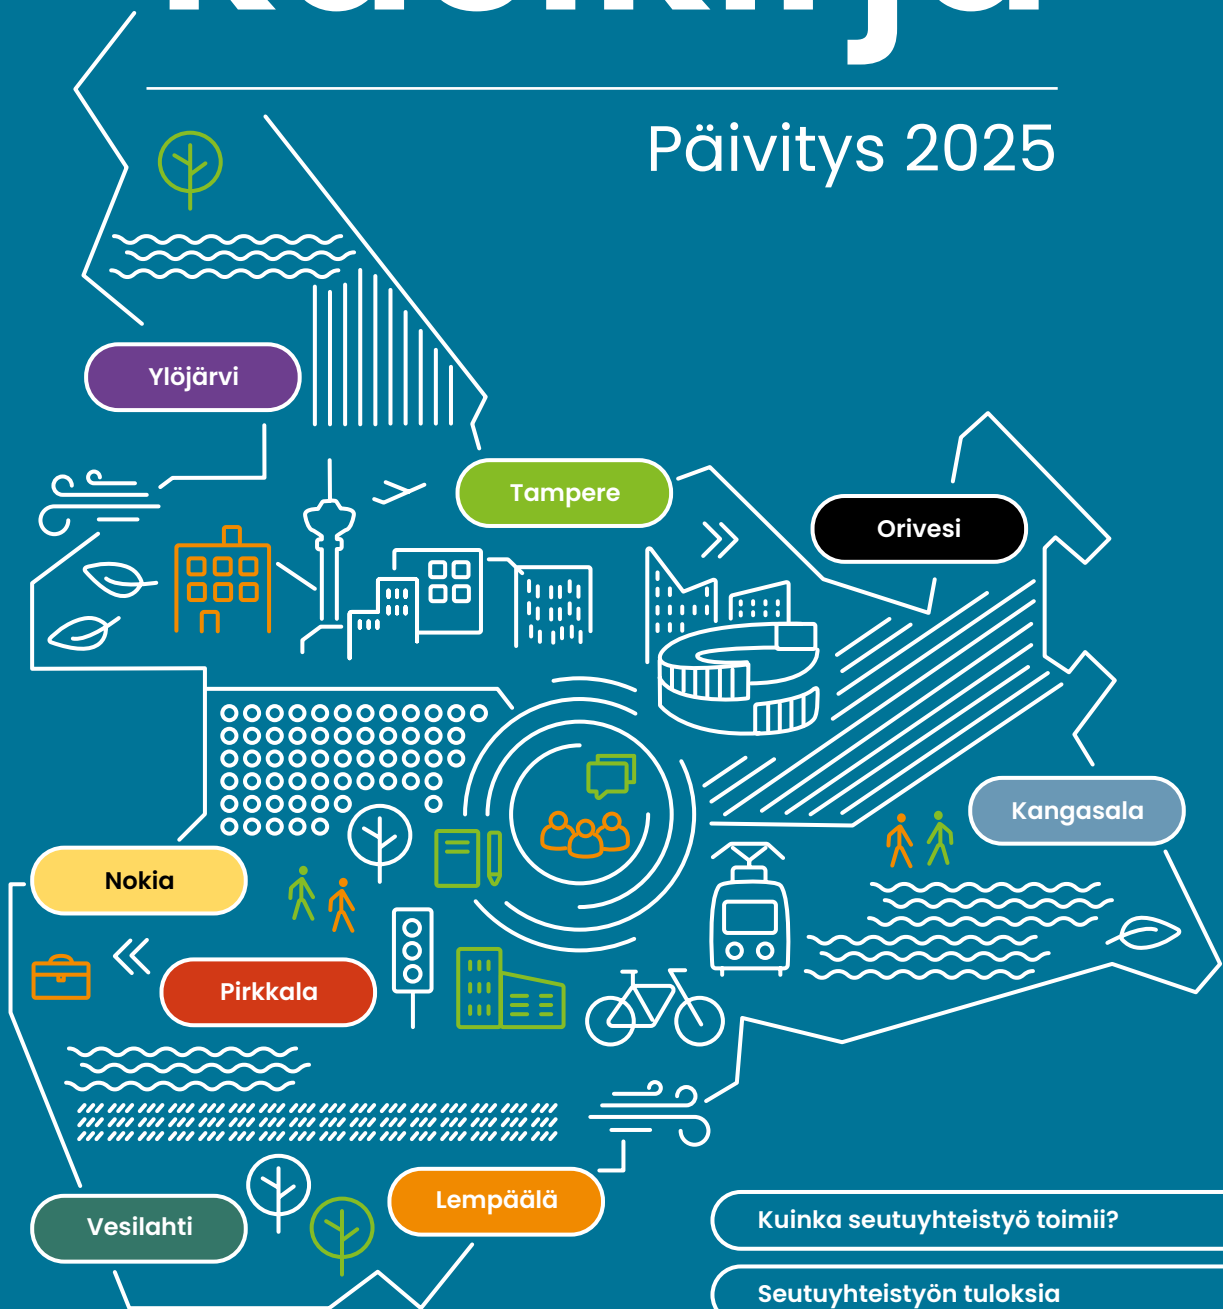 Päivitys 2025
Ylöjärvi
Tampere
Orivesi
Kangasala
Nokia
Pirkkala
Lempäälä
Vesilahti
Kuinka seutuyhteistyö toimii?
Seutuyhteistyön tuloksia